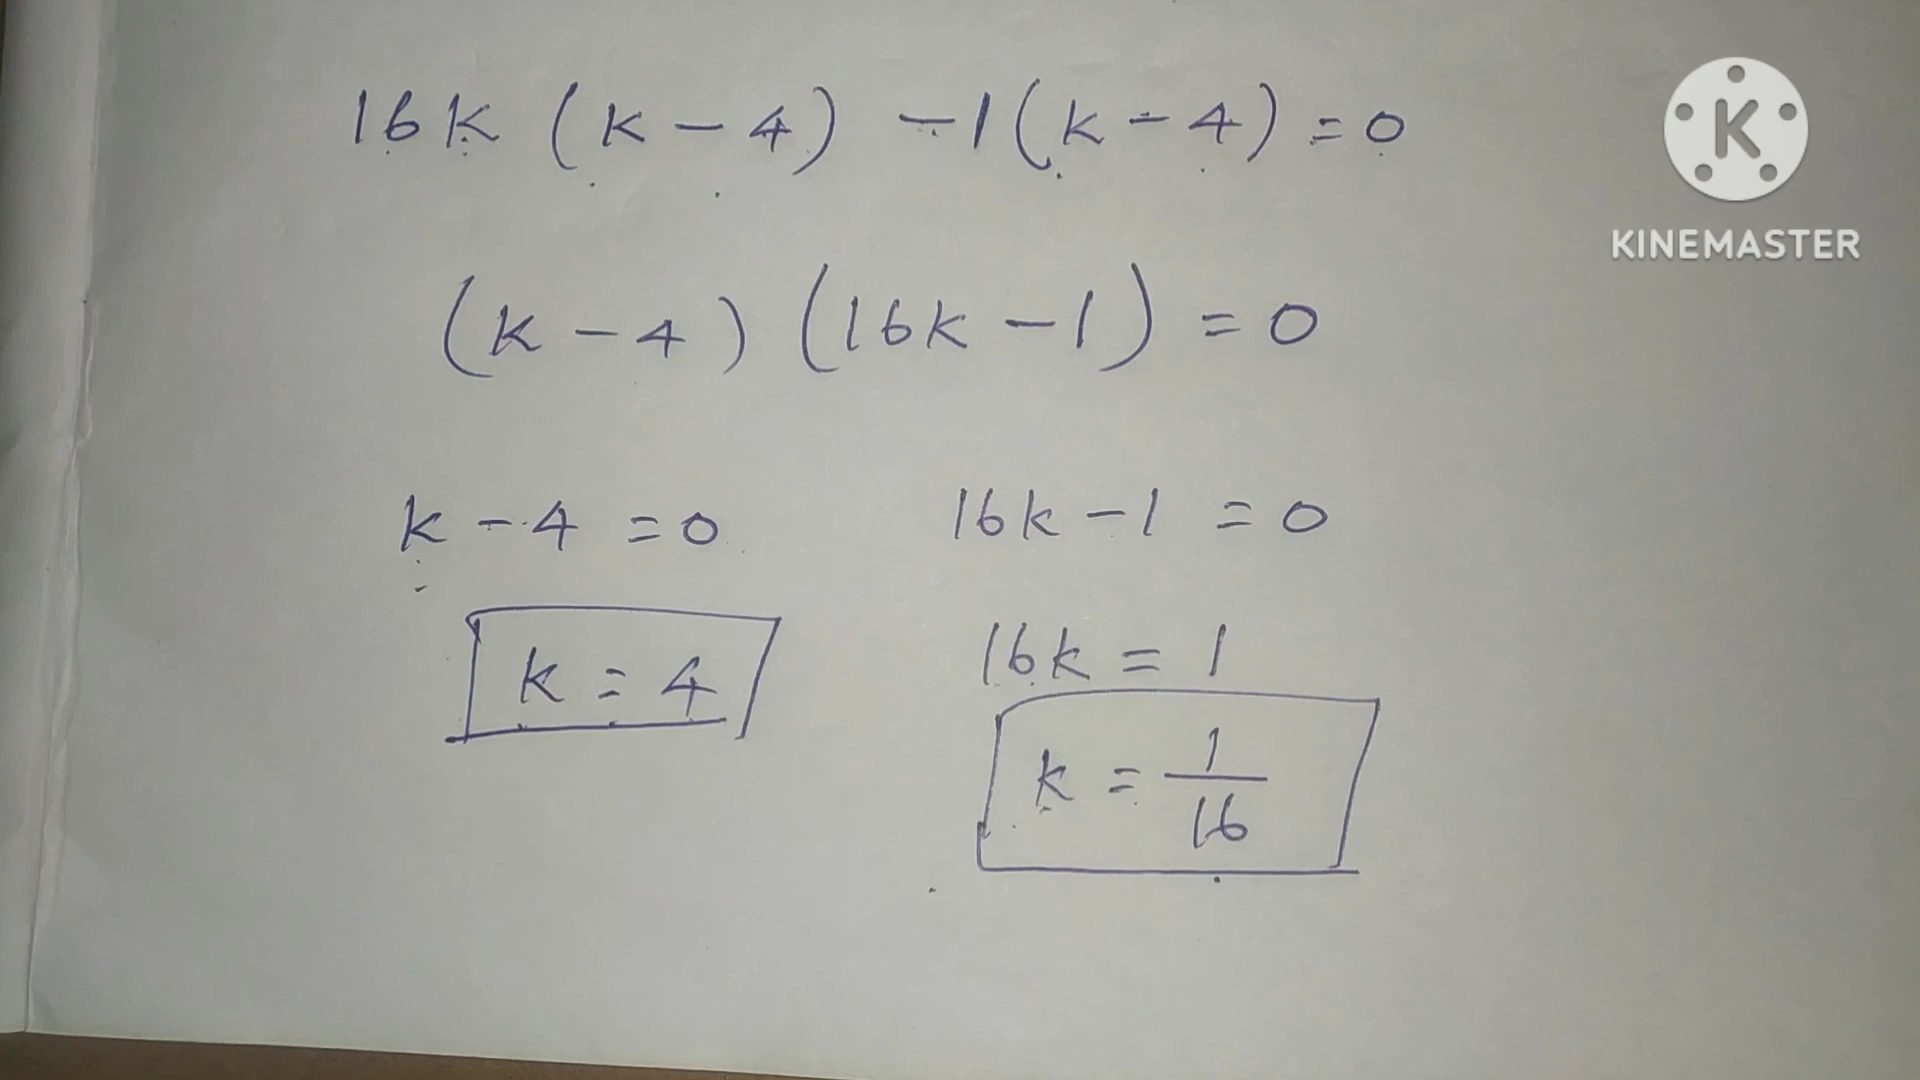 16k (k - 4) - 1 (k - 4) = 0
K
KINEMASTER
(k - 4) (16k - 1) = 0
k - 4 = 0 16k - 1 = 0
k = 4 16k = 1
k = 1/16